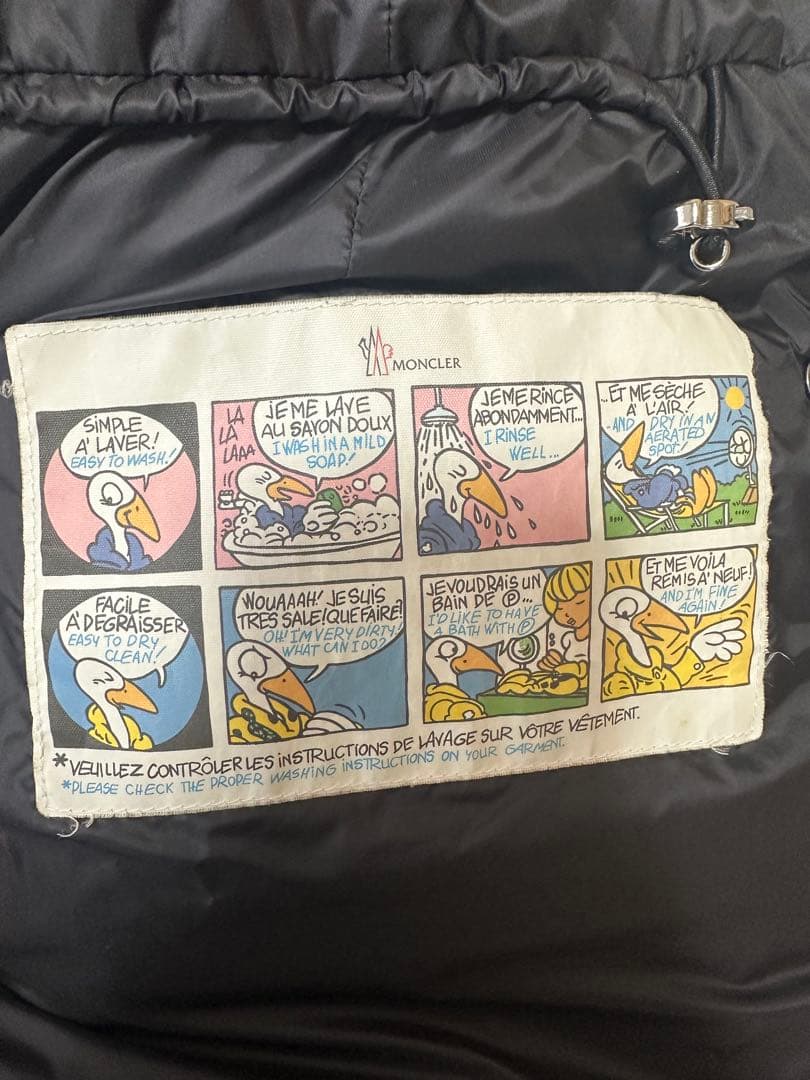 MONCLER
SIMPLE
A' LAVER!
EASY TO WASH!
LA
LA
LAAA
JE ME LAVE
AU SAVON DOUX
I WASH IN A MILD
SOAP!
JE ME RINCE
ABONDAMMENT...
I RINSE
WELL...
..ET ME SÈCHE
A' L'AIR!
-AND I DRY IN AN
AERATED
SPOT!
FACILE
A' DEGRAISSER
EASY TO DRY
CLEAN!
WOUAAAH! JE SUIS
TRES SALE! QUE FAIRE?
OH! I'M VERY DIRTY,
WHAT CAN I DO?
JE VOUDRAIS UN
BAIN DE Ⓟ...
I'D LIKE TO HAVE
A BATH WITH Ⓟ
ET ME VOILA
REMIS A' NEUF!
AND I'M FINE
AGAIN!
*VEUILLEZ CONTRÔLER LES INSTRUCTIONS DE LAVAGE SUR VÔTRE VÊTEMENT.
*PLEASE CHECK THE PROPER WASHING INSTRUCTIONS ON YOUR GARMENT.